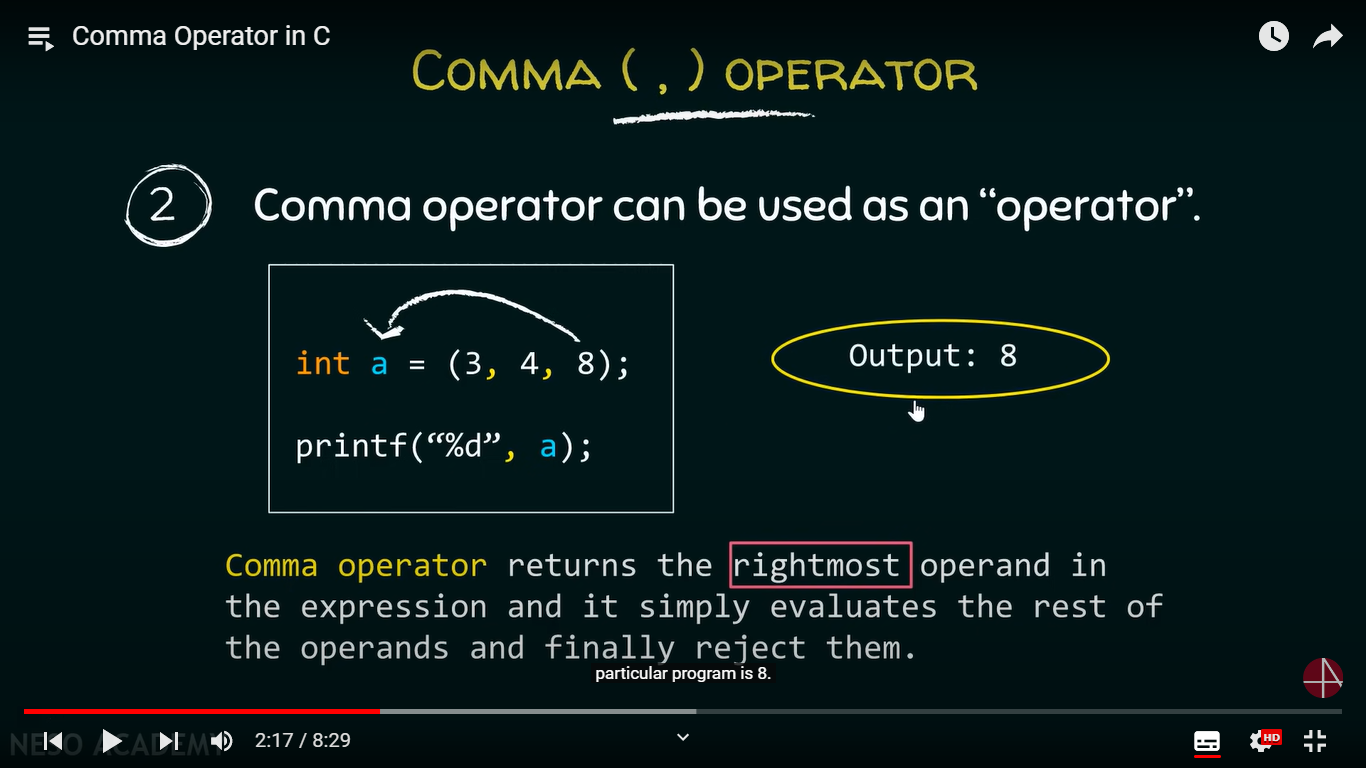 Comma Operator in C
COMMA ( , ) OPERATOR
2 Comma operator can be used as an “operator”.
int a = (3, 4, 8);
Output: 8
printf(“%d”, a);
Comma operator returns the rightmost operand in
the expression and it simply evaluates the rest of
the operands and finally reject them.
particular program is 8.
NESO ACADEMY
2:17 / 8:29
HD